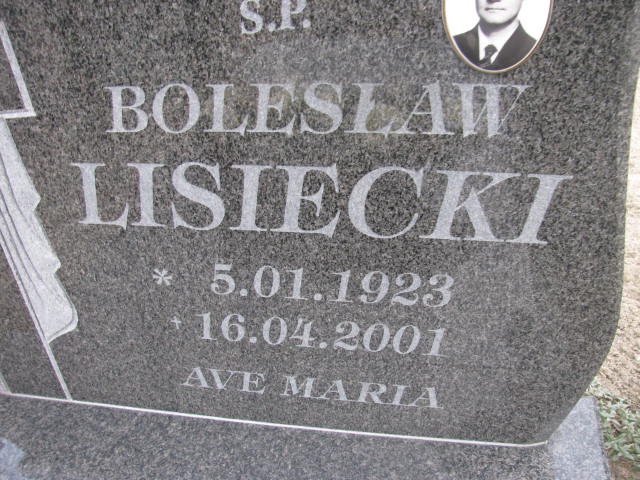 Ś.P.
BOLESŁAW
LISIECKI
* 5.01.1923
† 16.04.2001
AVE MARIA